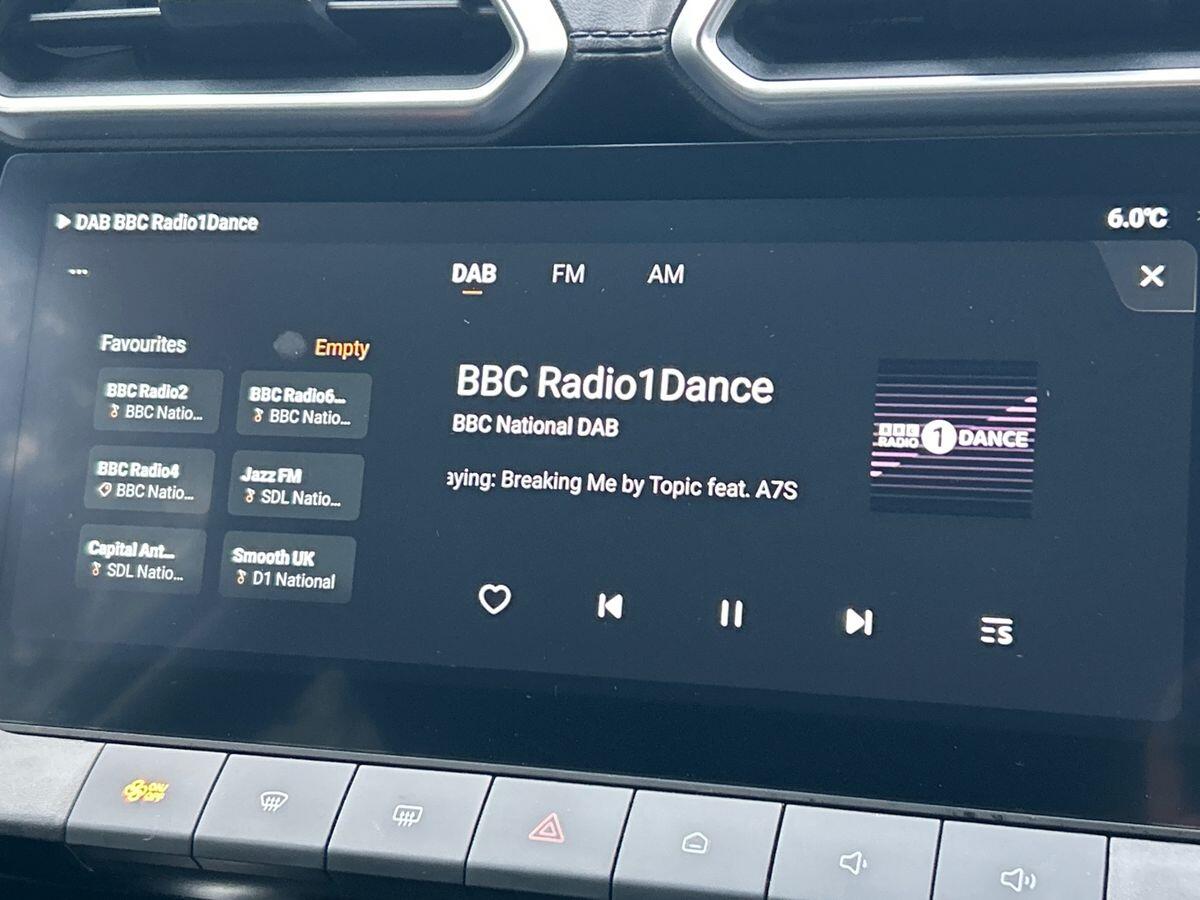 DAB BBC Radio1Dance
6.0℃
DAB FM AM
Favourites
Empty
BBC Radio2
BBC Natio...
BBC Radio6...
BBC Natio...
BBC Radio4
BBC Natio...
Jazz FM
SDL Natio...
Capital Ant...
SDL Natio...
Smooth UK
D1 National
BBC Radio1Dance
BBC National DAB
aying: Breaking Me by Topic feat. A7S
BBC
RADIO 1 DANCE
ON
OFF